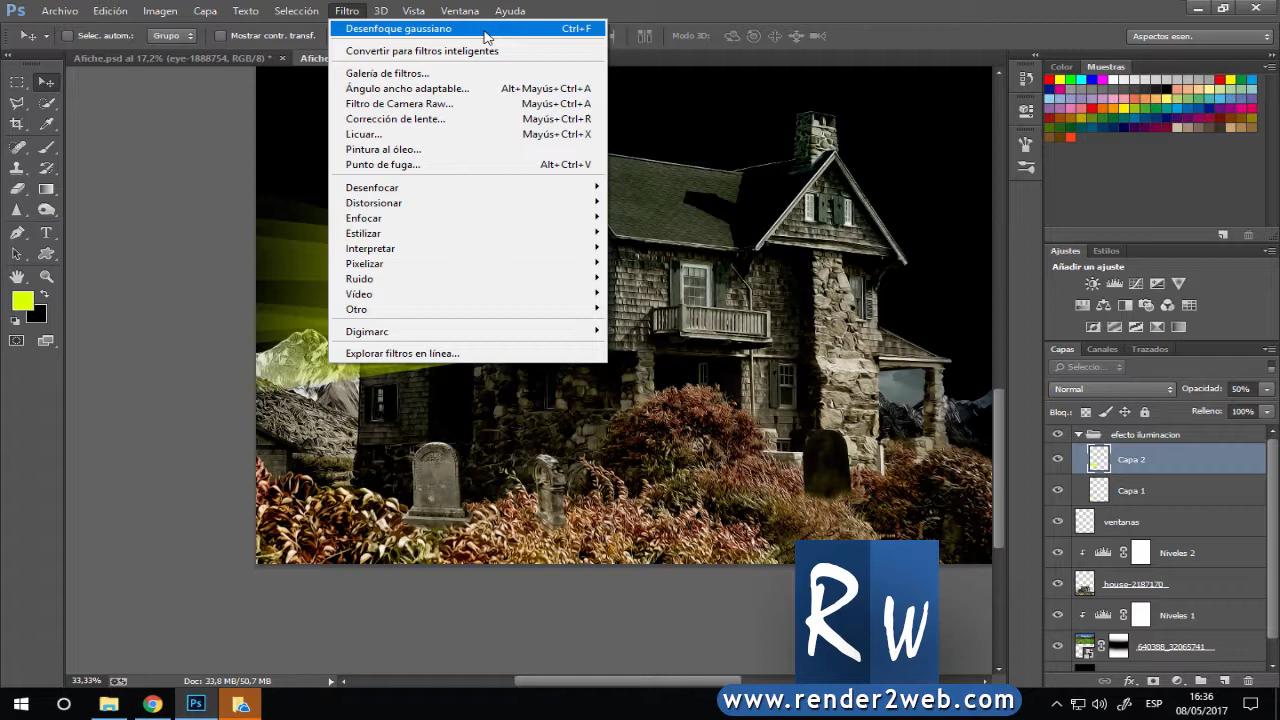 Ps Archivo Edición Imagen Capa Texto Selección Filtro 3D Vista Ventana Ayuda
Selec. autom.: Grupo Mostrar contr. transf. Modo 3D: Aspectos esen.
Afiche.psd al 17,2% (eye-1888754, RGB/8) * × Afiche
Desenfoque gaussiano Ctrl+F
Convertir para filtros inteligentes
Galería de filtros...
Ángulo ancho adaptable... Alt+Mayús+Ctrl+A
Filtro de Camera Raw... Mayús+Ctrl+A
Corrección de lente... Mayús+Ctrl+R
Licuar... Mayús+Ctrl+X
Pintura al óleo...
Punto de fuga... Alt+Ctrl+V
Desenfocar
Distorsionar
Enfocar
Estilizar
Interpretar
Pixelizar
Ruido
Vídeo
Otro
Digimarc
Explorar filtros en línea...
Color Muestras
Ajustes Estilos
Añadir un ajuste
Capas Canales Trazados
Selecció...
Normal Opacidad: 50%
Bloq.: Relleno: 100%
efecto iluminacion
Capa 2
Capa 1
ventanas
Niveles 2
house-2187170
Niveles 1
640388_32065741
33,33% Doc: 33,8 MB/50,7 MB
Rw
www.render2web.com
Ps
ESP
16:36
08/05/2017